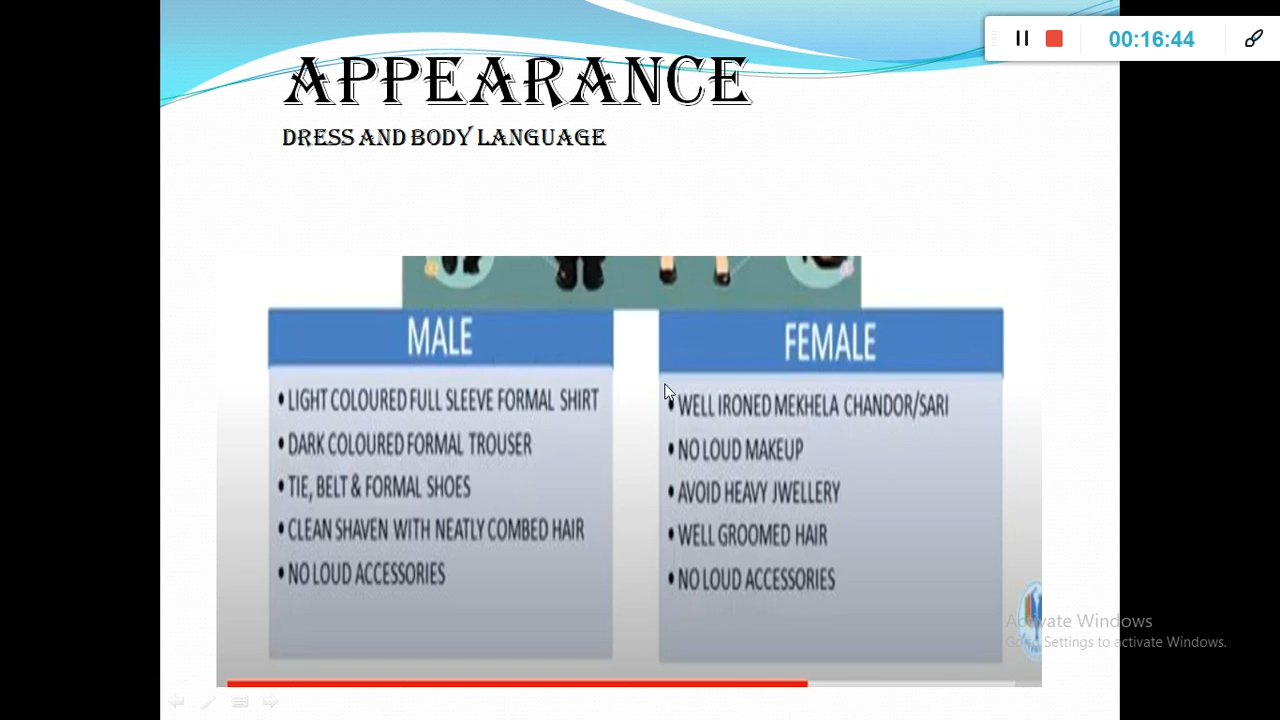 00:16:44
APPEARANCE
DRESS AND BODY LANGUAGE
MALE
• LIGHT COLOURED FULL SLEEVE FORMAL SHIRT
• DARK COLOURED FORMAL TROUSER
• TIE, BELT & FORMAL SHOES
• CLEAN SHAVEN WITH NEATLY COMBED HAIR
• NO LOUD ACCESSORIES
FEMALE
• WELL IRONED MEKHELA CHANDOR/SARI
• NO LOUD MAKEUP
• AVOID HEAVY JWELLERY
• WELL GROOMED HAIR
• NO LOUD ACCESSORIES
Activate Windows
Go to Settings to activate Windows.